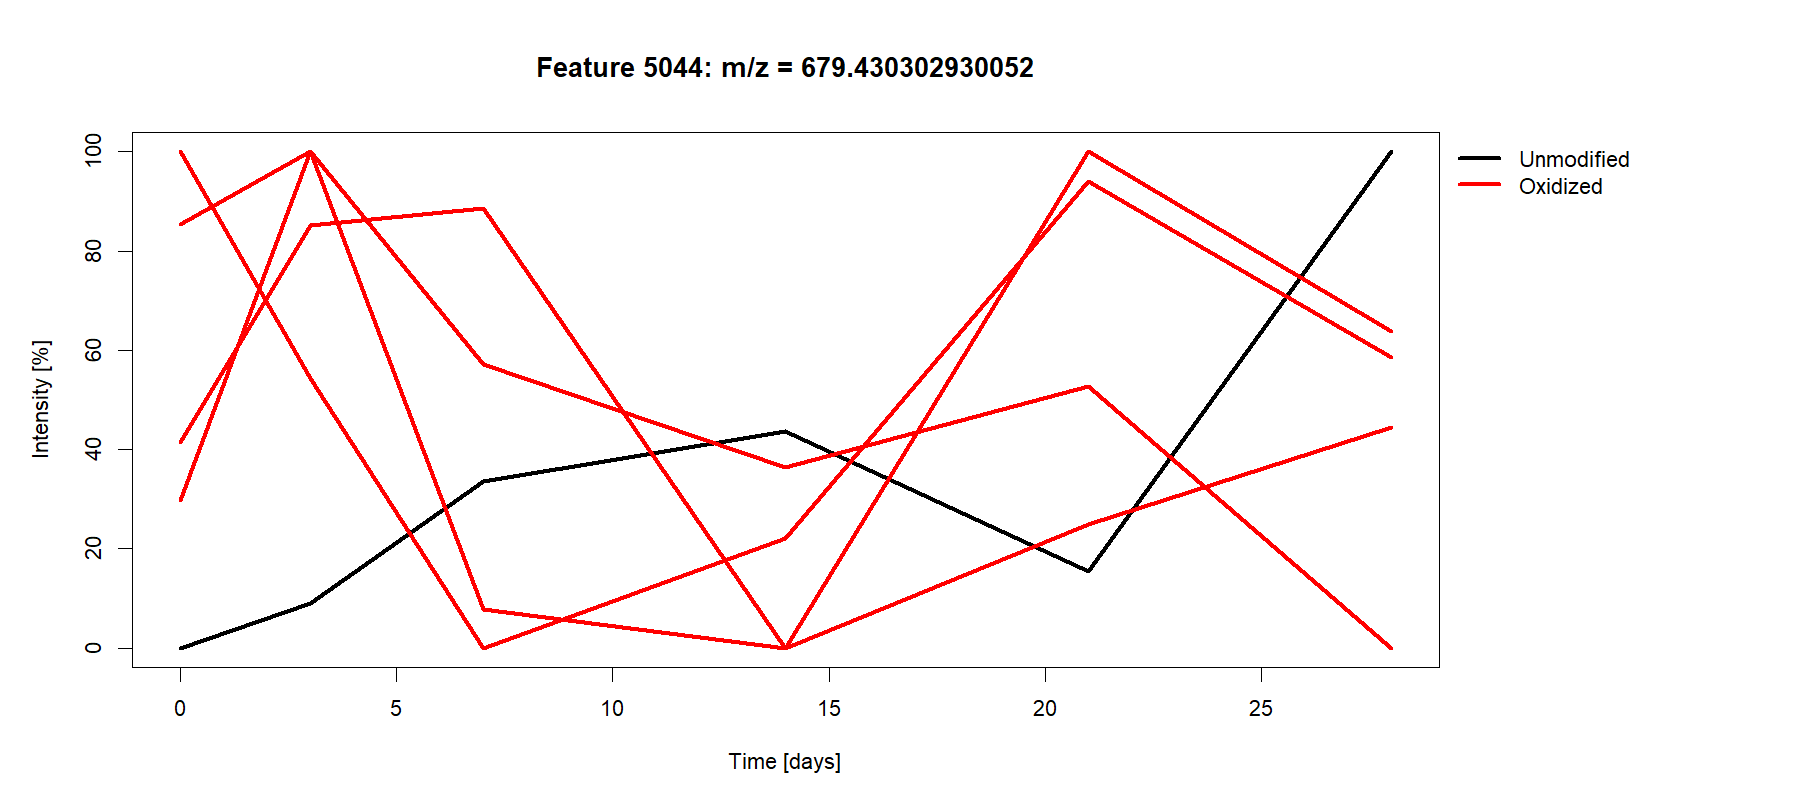 Feature 5044: m/z = 679.430302930052
Unmodified
Oxidized
Intensity [%]
100
80
60
40
20
0
0 5 10 15 20 25
Time [days]